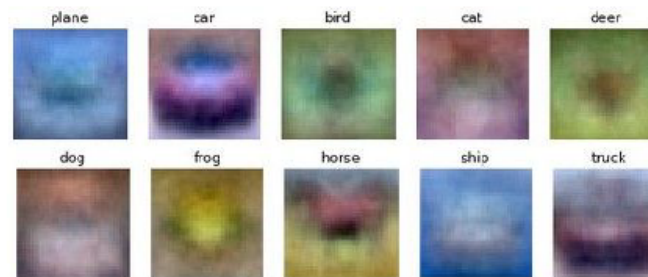 plane car bird cat deer
dog frog horse ship truck